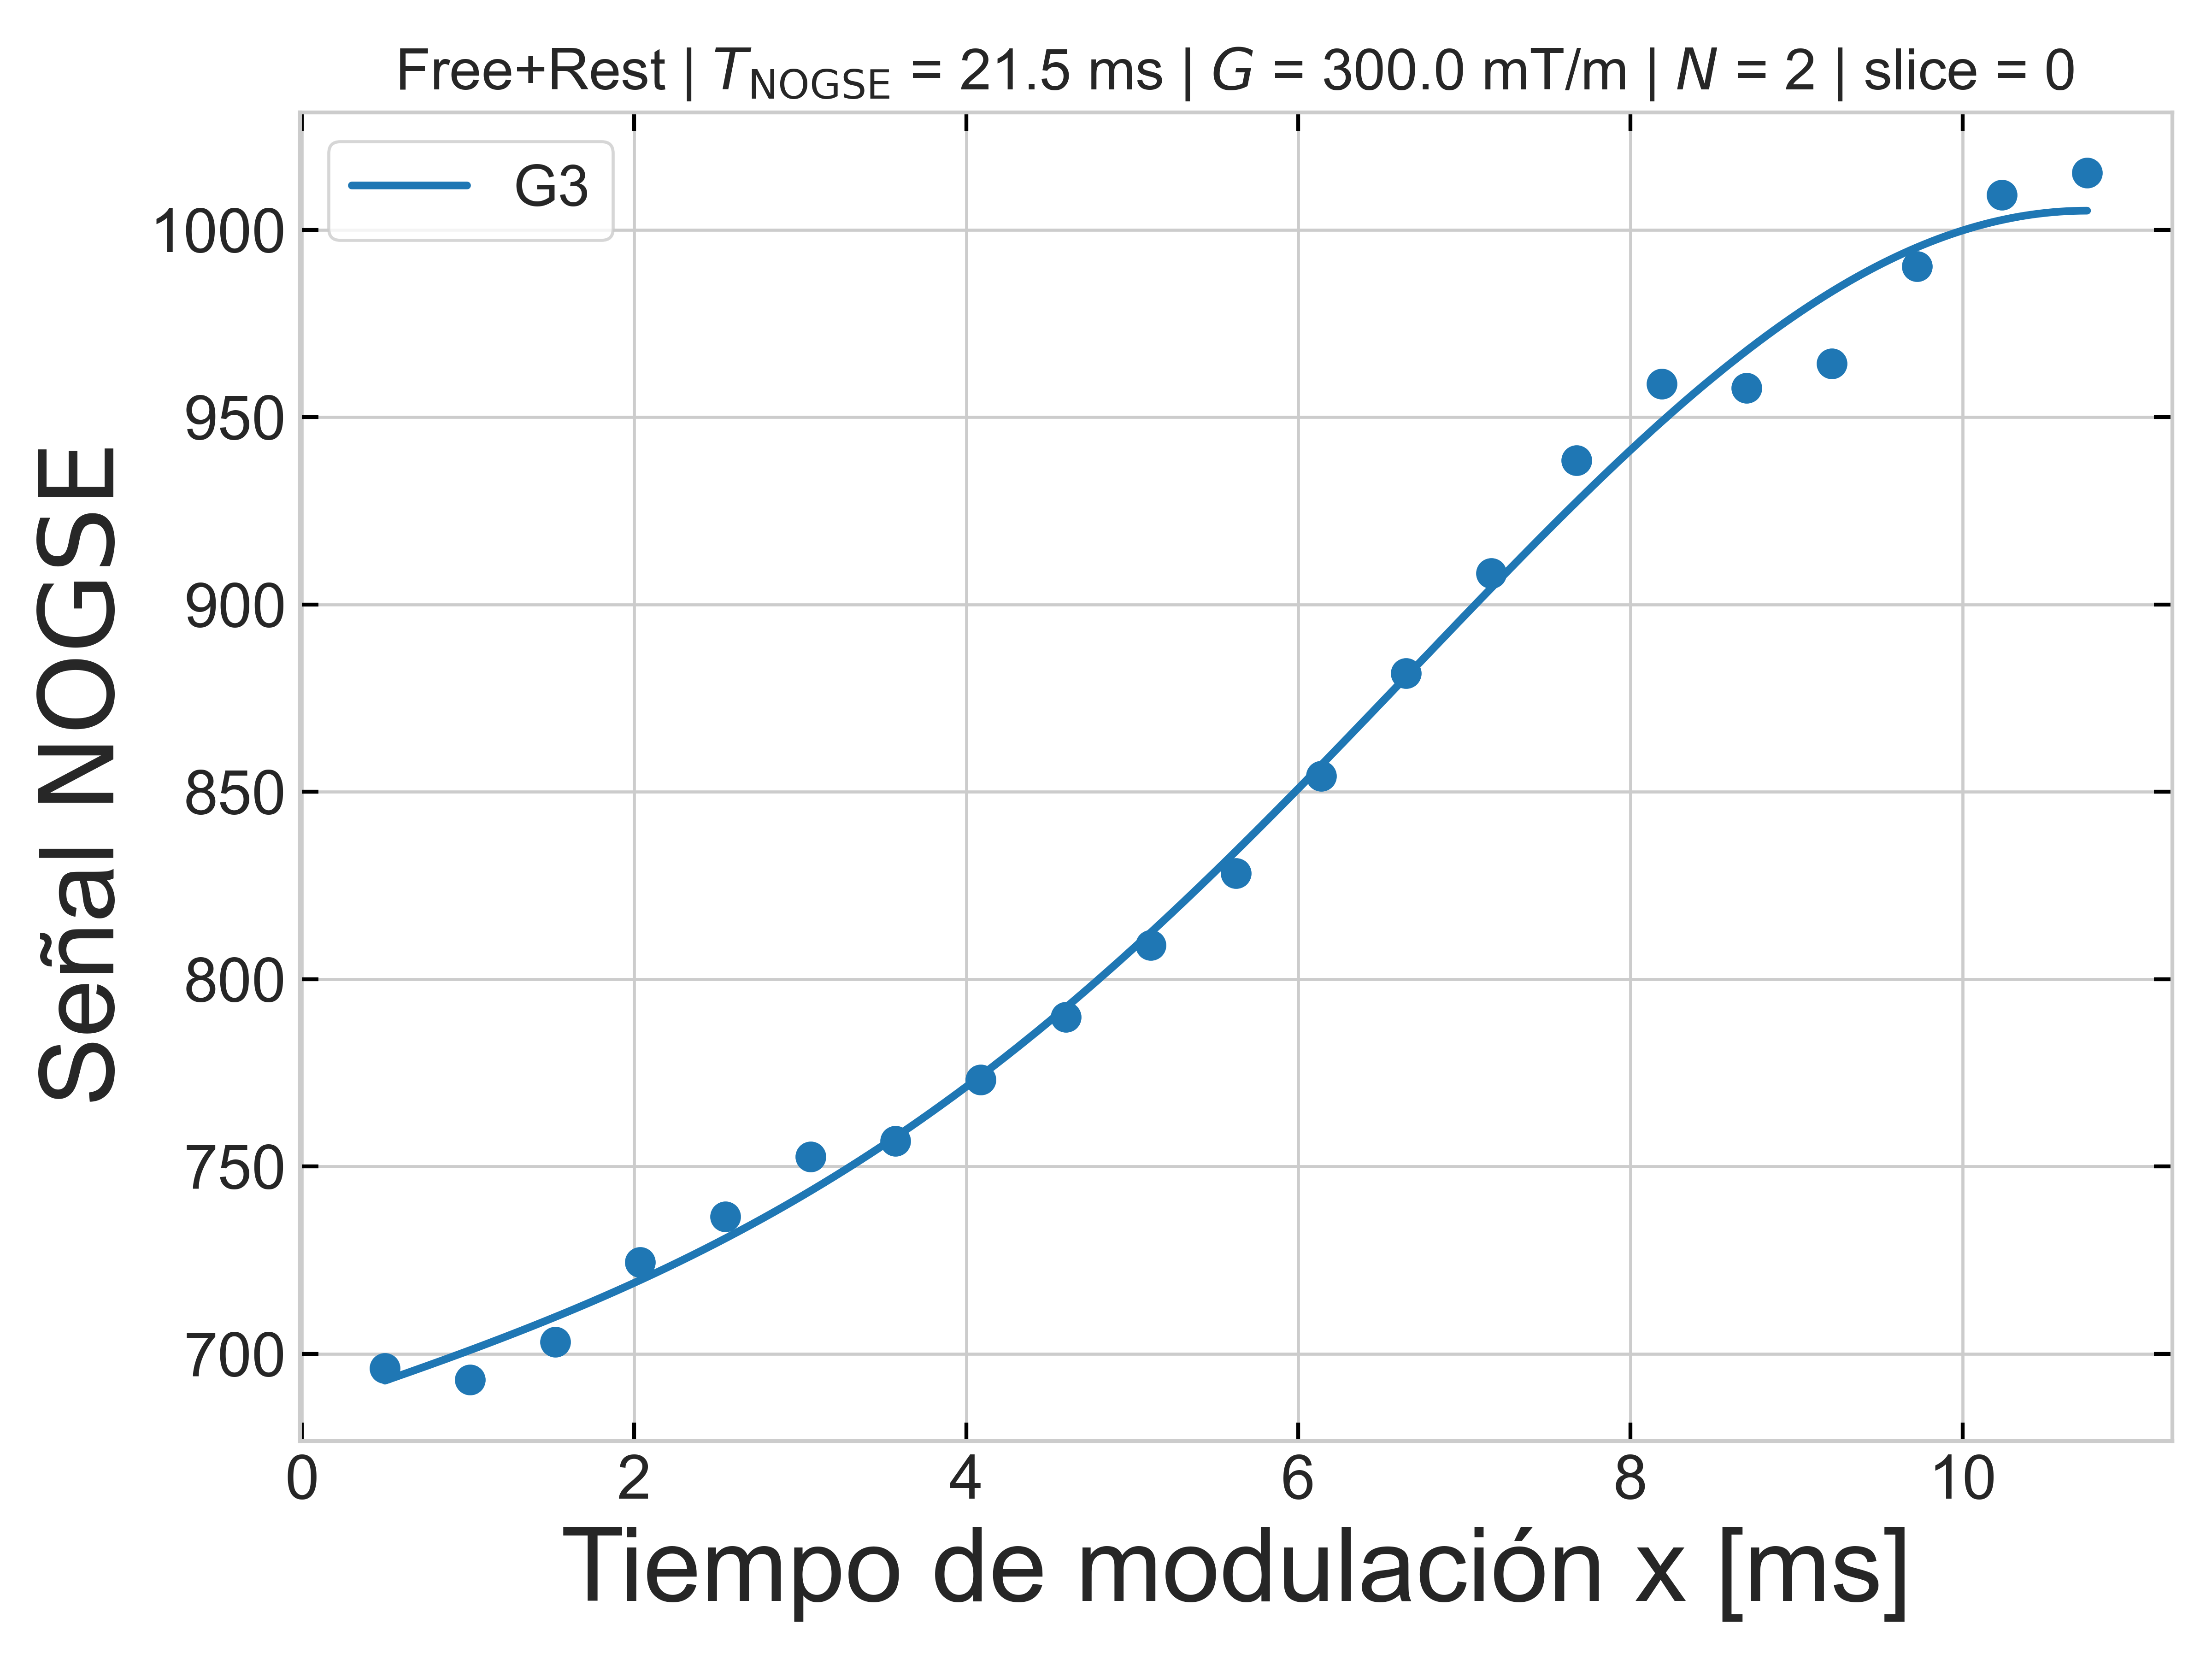 Free+Rest | T_NOGSE = 21.5 ms | G = 300.0 mT/m | N = 2 | slice = 0
G3
1000
950
900
850
800
750
700
Señal NOGSE
0 2 4 6 8 10
Tiempo de modulación x [ms]